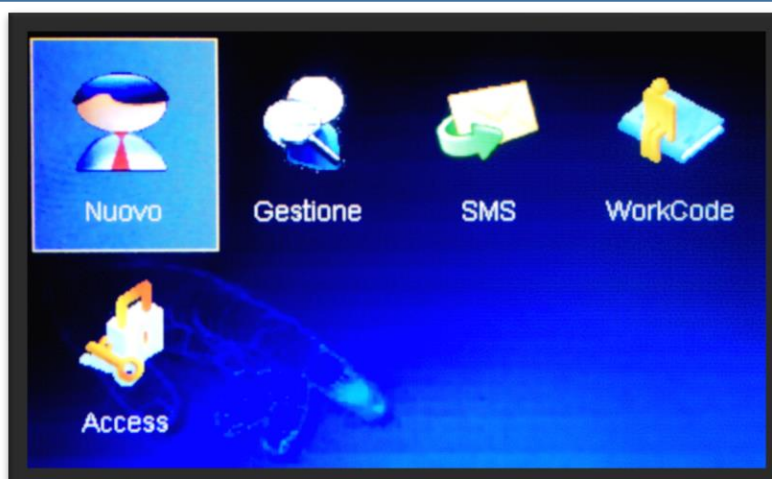 Nuovo
Gestione
SMS
WorkCode
Access